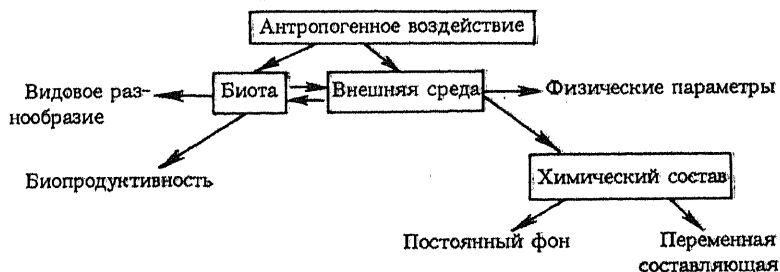 Антропогенное воздействие
Видовое раз-
нообразие
Биота
Внешняя среда
Физические параметры
Биопродуктивность
Химический состав
Постоянный фон
Переменная
составляющая